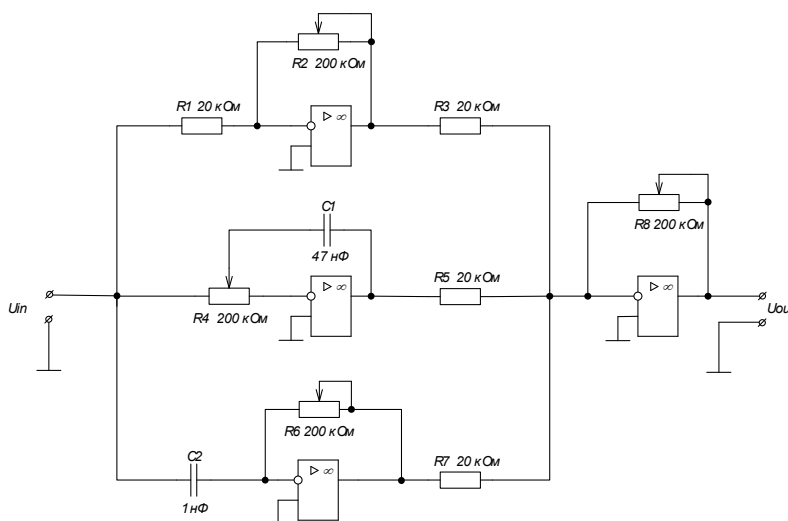 R2 200 кОм
R1 20 кОм
▷ ∞
R3 20 кОм
C1
47 нФ
R8 200 кОм
Uin
R4 200 кОм
▷ ∞
R5 20 кОм
▷ ∞
Uou
R6 200 кОм
C2
1нФ
▷ ∞
R7 20 кОм